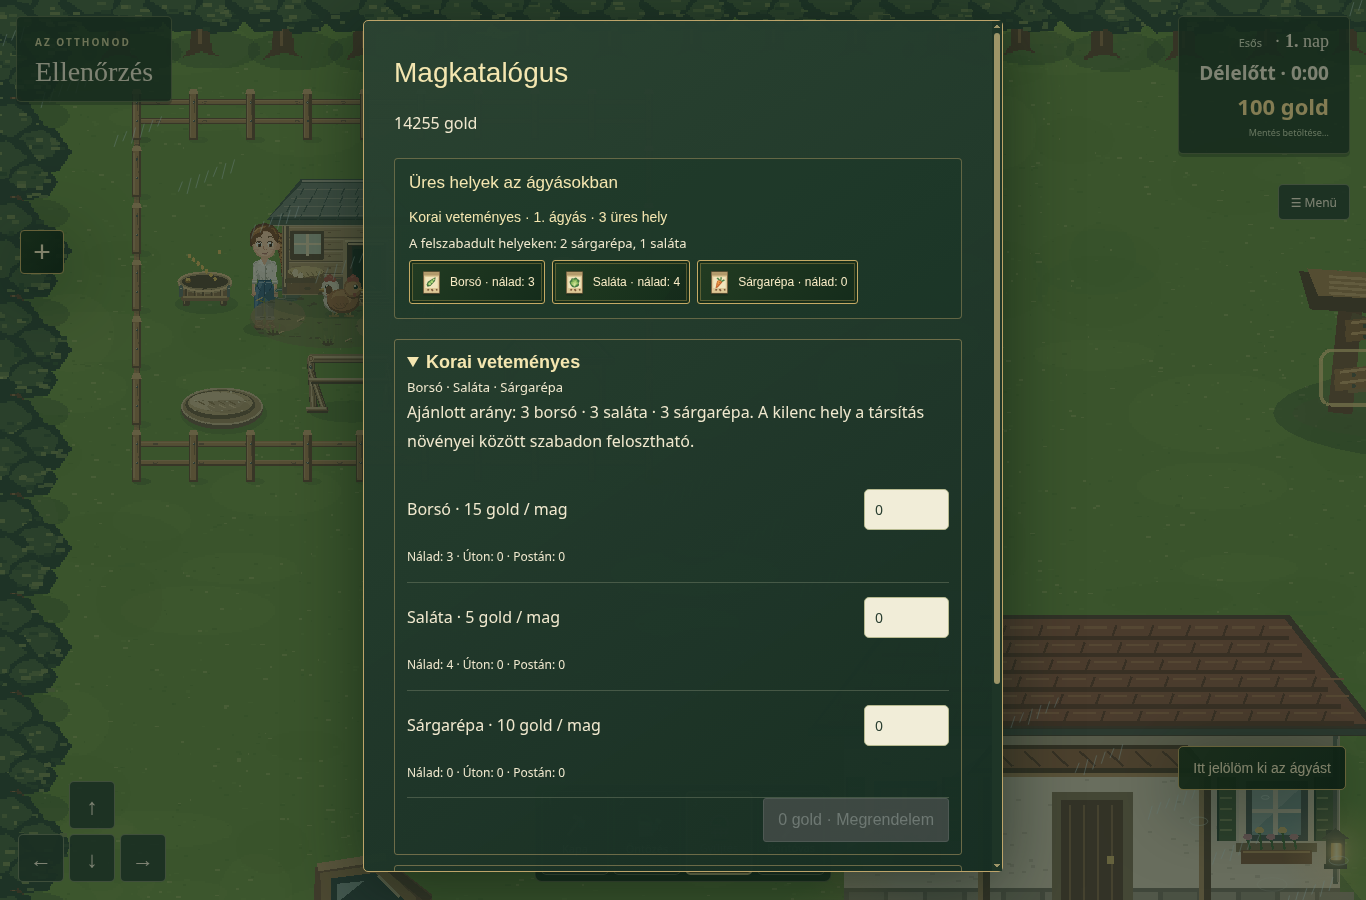 AZ OTTHONOD
Ellenőrzés
Esős · 1. nap
Délelőtt · 0:00
100 gold
Mentés betöltése…
☰ Menü
+
Magkatalógus
14255 gold
Üres helyek az ágyásokban
Korai veteményes · 1. ágyás · 3 üres hely
A felszabadult helyeken: 2 sárgarépa, 1 saláta
Borsó · nálad: 3
Saláta · nálad: 4
Sárgarépa · nálad: 0
▼ Korai veteményes
Borsó · Saláta · Sárgarépa
Ajánlott arány: 3 borsó · 3 saláta · 3 sárgarépa. A kilenc hely a társítás
növényei között szabadon felosztható.
Borsó · 15 gold / mag
0
Nálad: 3 · Úton: 0 · Postán: 0
Saláta · 5 gold / mag
0
Nálad: 4 · Úton: 0 · Postán: 0
Sárgarépa · 10 gold / mag
0
Nálad: 0 · Úton: 0 · Postán: 0
0 gold · Megrendelem
Itt jelölöm ki az ágyást
↑
← ↓ →